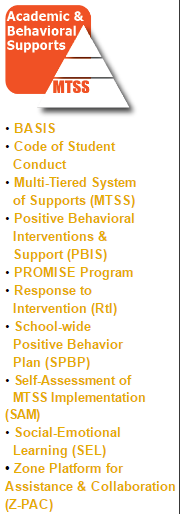 Academic &
Behavioral
Supports
MTSS
• BASIS
• Code of Student
Conduct
• Multi-Tiered System
of Supports (MTSS)
• Positive Behavioral
Interventions &
Support (PBIS)
• PROMISE Program
• Response to
Intervention (RtI)
• School-wide
Positive Behavior
Plan (SPBP)
• Self-Assessment of
MTSS Implementation
(SAM)
• Social-Emotional
Learning (SEL)
• Zone Platform for
Assistance & Collaboration
(Z-PAC)